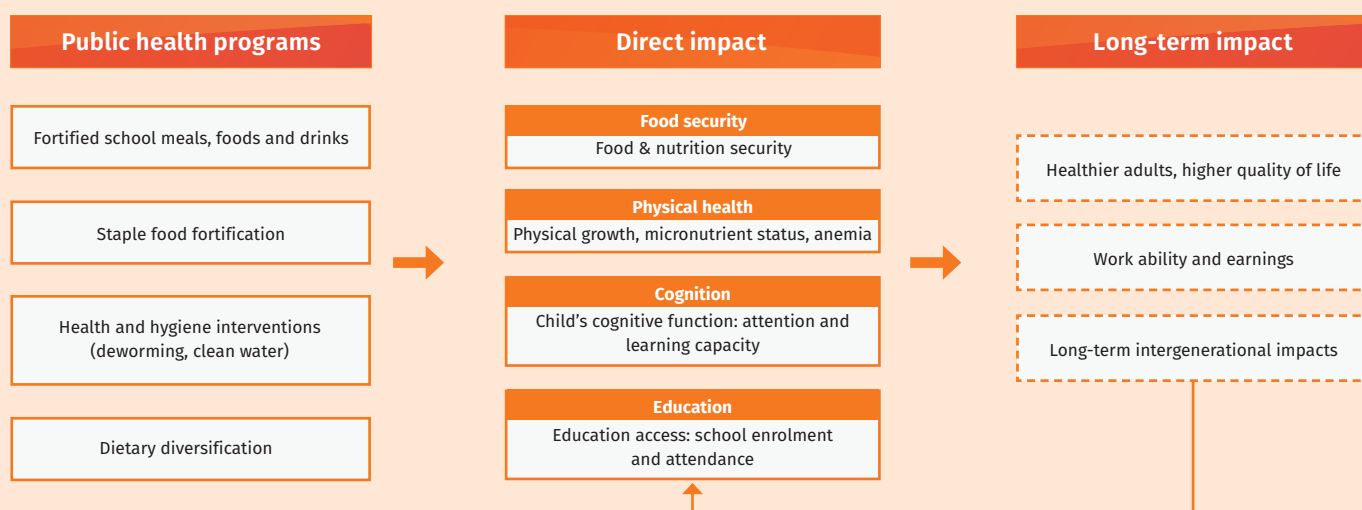 Public health programs
Fortified school meals, foods and drinks
Staple food fortification
Health and hygiene interventions
(deworming, clean water)
Dietary diversification
Direct impact
Food security
Food & nutrition security
Physical health
Physical growth, micronutrient status, anemia
Cognition
Child’s cognitive function: attention and
learning capacity
Education
Education access: school enrolment
and attendance
Long-term impact
Healthier adults, higher quality of life
Work ability and earnings
Long-term intergenerational impacts